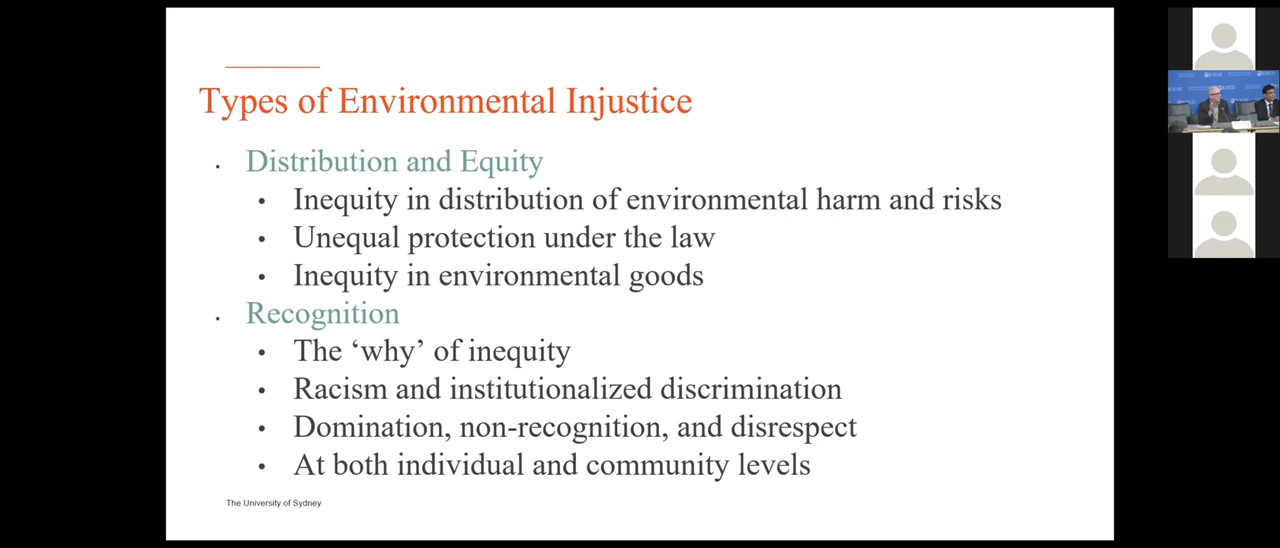 Types of Environmental Injustice
Distribution and Equity
• Inequity in distribution of environmental harm and risks
• Unequal protection under the law
• Inequity in environmental goods
Recognition
• The ‘why’ of inequity
• Racism and institutionalized discrimination
• Domination, non-recognition, and disrespect
• At both individual and community levels
The University of Sydney